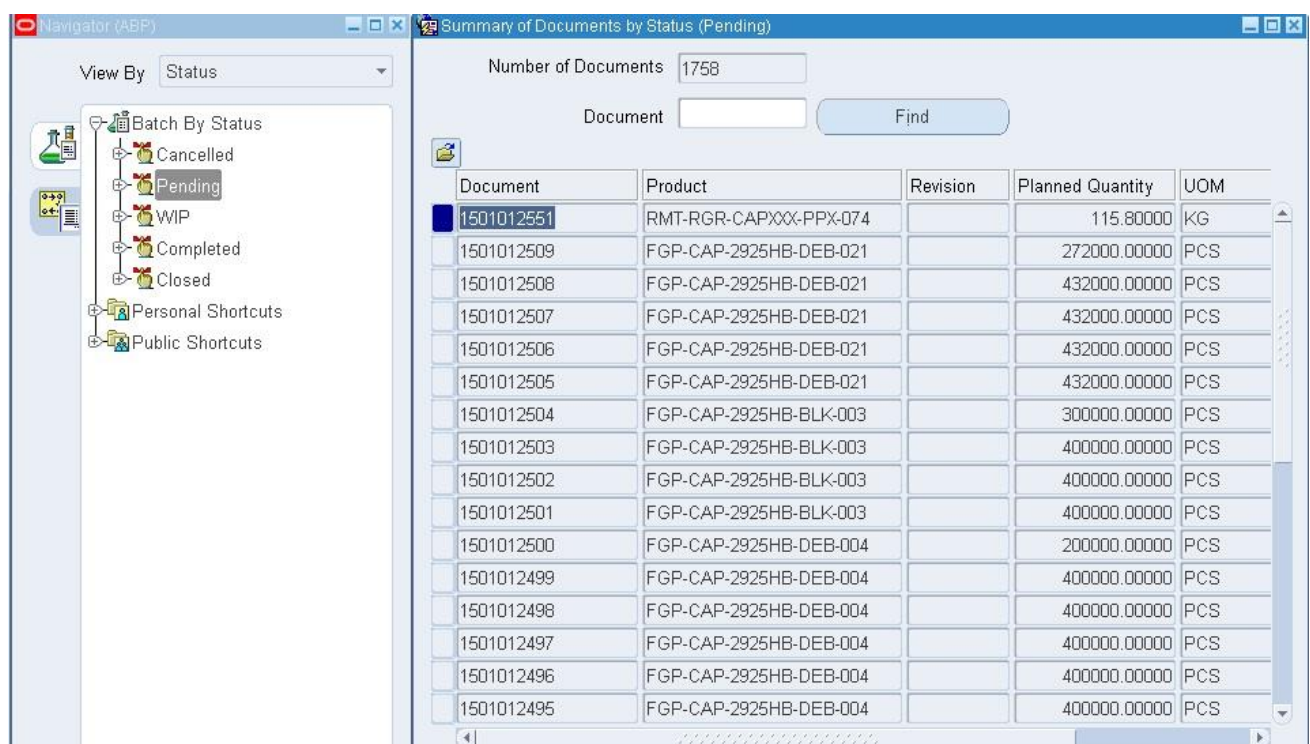 Navigator (ABP)
View By Status
Batch By Status
Cancelled
Pending
WIP
Completed
Closed
Personal Shortcuts
Public Shortcuts
Summary of Documents by Status (Pending)
Number of Documents 1758
Document Find
Document Product Revision Planned Quantity UOM
1501012551 RMT-RGR-CAPXXX-PPX-074 115.80000 KG
1501012509 FGP-CAP-2925HB-DEB-021 272000.00000 PCS
1501012508 FGP-CAP-2925HB-DEB-021 432000.00000 PCS
1501012507 FGP-CAP-2925HB-DEB-021 432000.00000 PCS
1501012506 FGP-CAP-2925HB-DEB-021 432000.00000 PCS
1501012505 FGP-CAP-2925HB-DEB-021 432000.00000 PCS
1501012504 FGP-CAP-2925HB-BLK-003 300000.00000 PCS
1501012503 FGP-CAP-2925HB-BLK-003 400000.00000 PCS
1501012502 FGP-CAP-2925HB-BLK-003 400000.00000 PCS
1501012501 FGP-CAP-2925HB-BLK-003 400000.00000 PCS
1501012500 FGP-CAP-2925HB-DEB-004 200000.00000 PCS
1501012499 FGP-CAP-2925HB-DEB-004 400000.00000 PCS
1501012498 FGP-CAP-2925HB-DEB-004 400000.00000 PCS
1501012497 FGP-CAP-2925HB-DEB-004 400000.00000 PCS
1501012496 FGP-CAP-2925HB-DEB-004 400000.00000 PCS
1501012495 FGP-CAP-2925HB-DEB-004 400000.00000 PCS